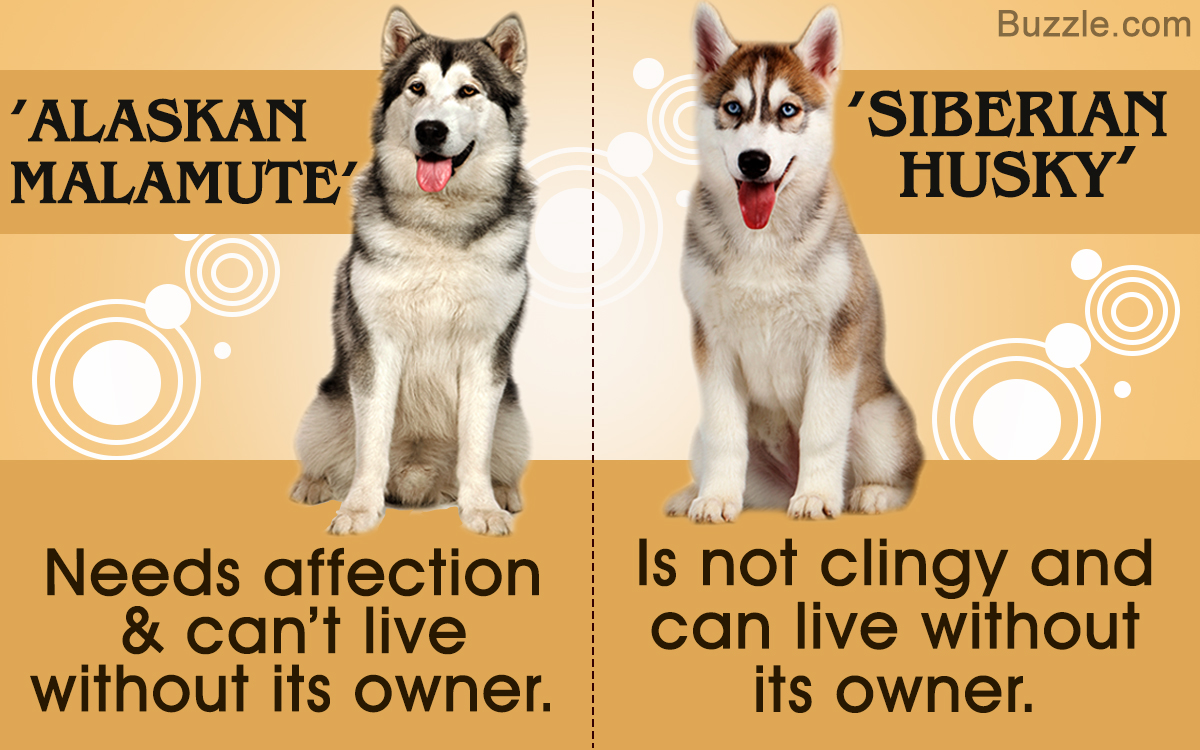 Buzzle.com
'ALASKAN
MALAMUTE'
'SIBERIAN
HUSKY'
Needs affection
& can't live
without its owner.
Is not clingy and
can live without
its owner.